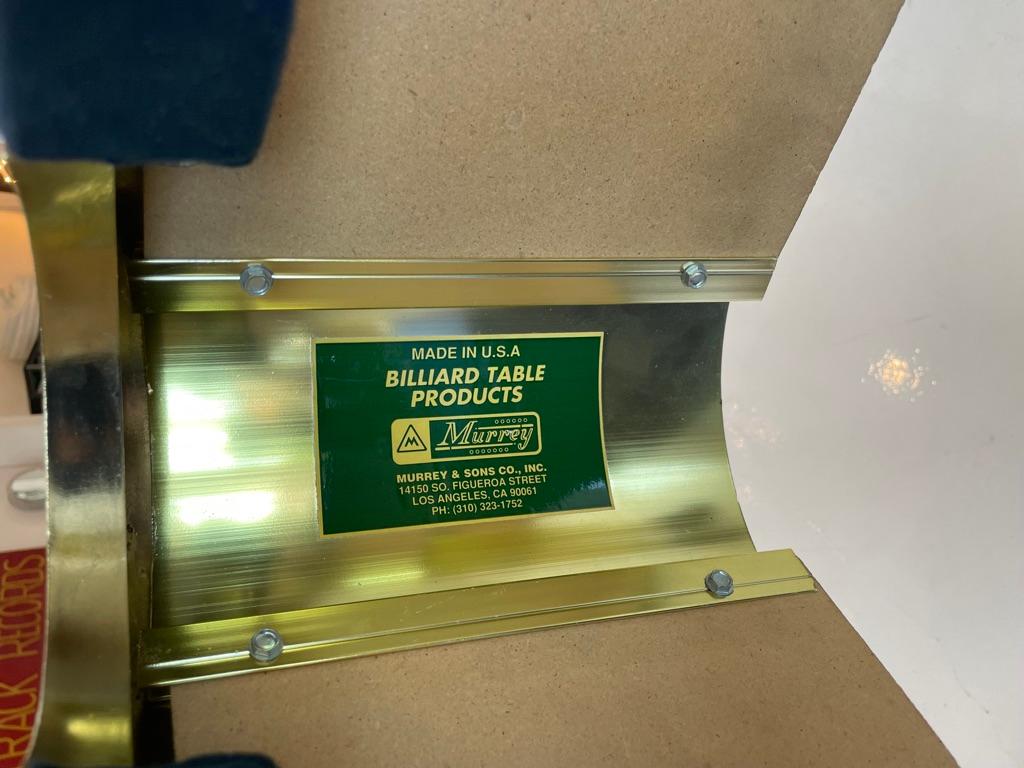 MADE IN U.S.A
BILLIARD TABLE
PRODUCTS
M
Murrey
MURREY & SONS CO., INC.
14150 SO. FIGUEROA STREET
LOS ANGELES, CA 90061
PH: (310) 323-1752
RACK RECORDS